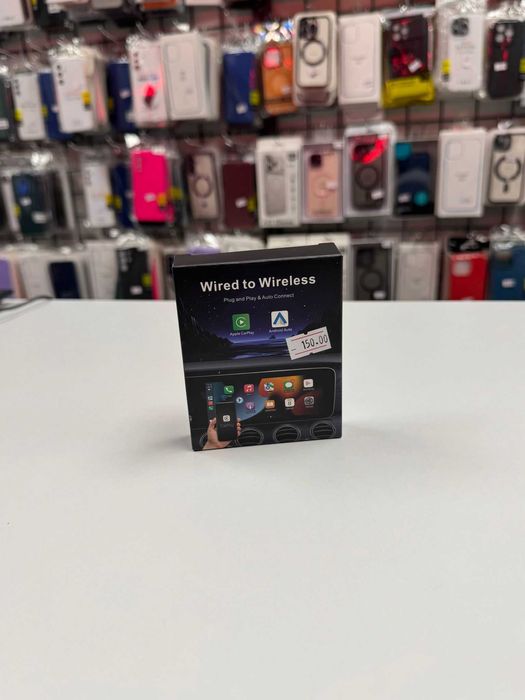 Wired to Wireless
Plug and Play & Auto Connect
Apple CarPlay
Android Auto
150.00